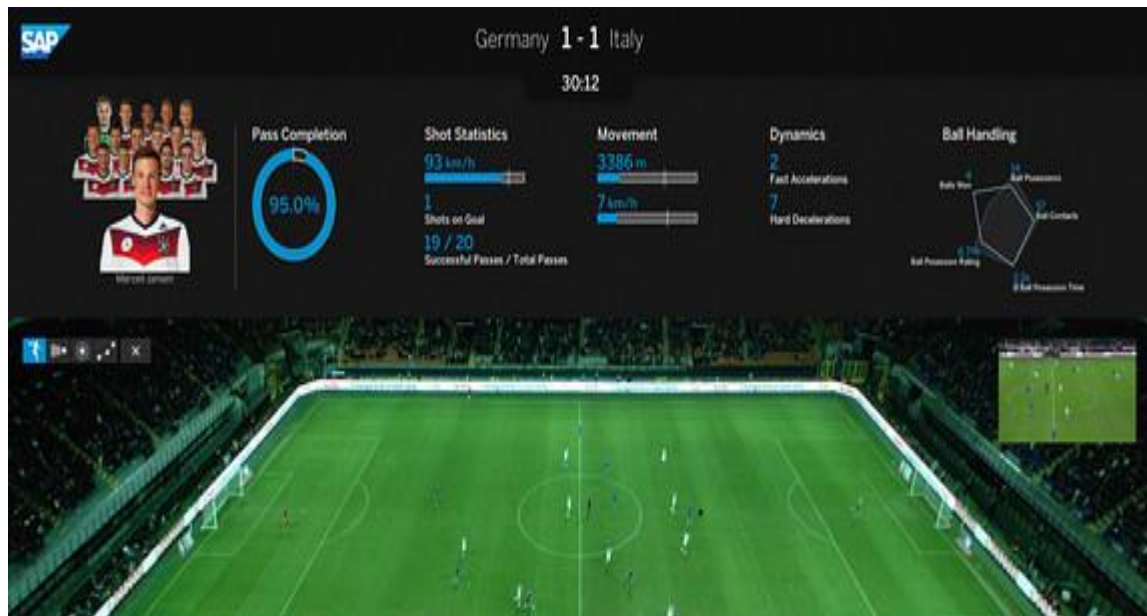 SAP
Germany 1 - 1 Italy
30:12
Pass Completion
95.0%
Shot Statistics
93 km/h
1
Shots on Goal
19 / 20
Successful Passes / Total Passes
Movement
3386 m
7 km/h
Dynamics
2
Fast Accelerations
7
Hard Decelerations
Ball Handling
Balls Won
Ball Possessions
Ball Contacts
Ball Possession Rating
Ball Possession Time
Marcell Jansen